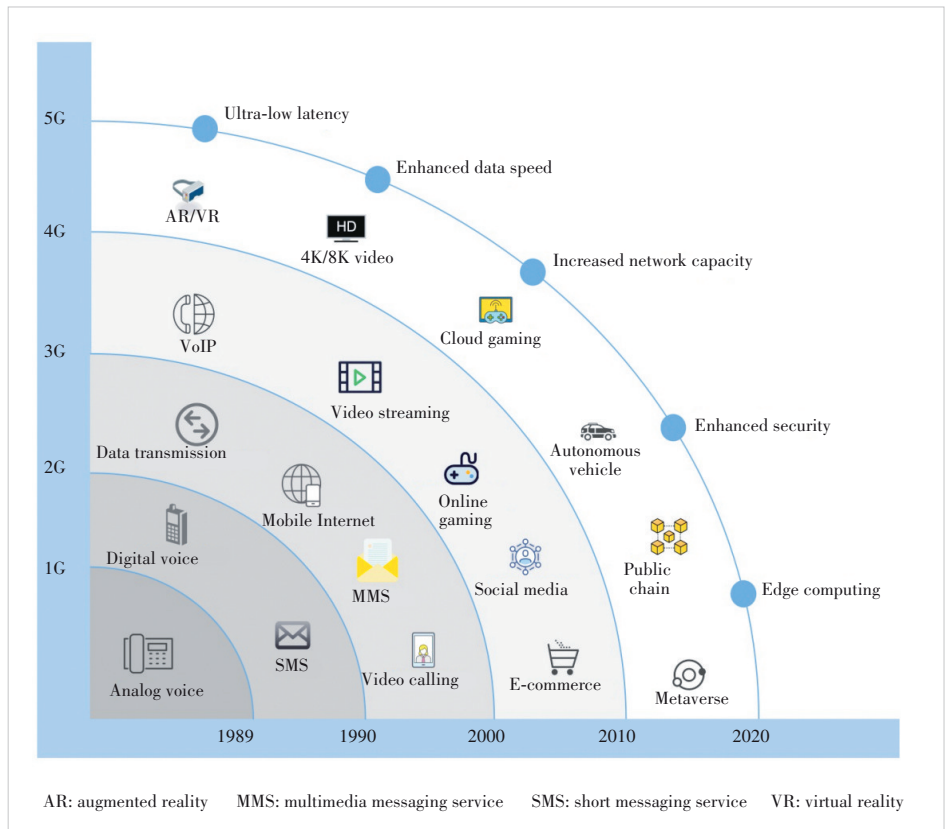 5G
Ultra-low latency
Enhanced data speed
AR/VR
HD
4G
4K/8K video
Increased network capacity
VoIP
Cloud gaming
3G
Video streaming
Enhanced security
Data transmission
Autonomous
vehicle
2G
Online
gaming
Mobile Internet
Digital voice
1G
Public
chain
Social media
MMS
Edge computing
SMS
Video calling
E-commerce
Analog voice
Metaverse
1989
1990
2000
2010
2020
AR: augmented reality MMS: multimedia messaging service SMS: short messaging service VR: virtual reality